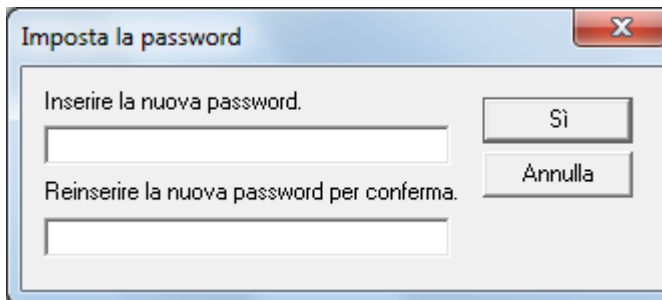 Imposta la password
Inserire la nuova password.
Sì
Annulla
Reinserire la nuova password per conferma.